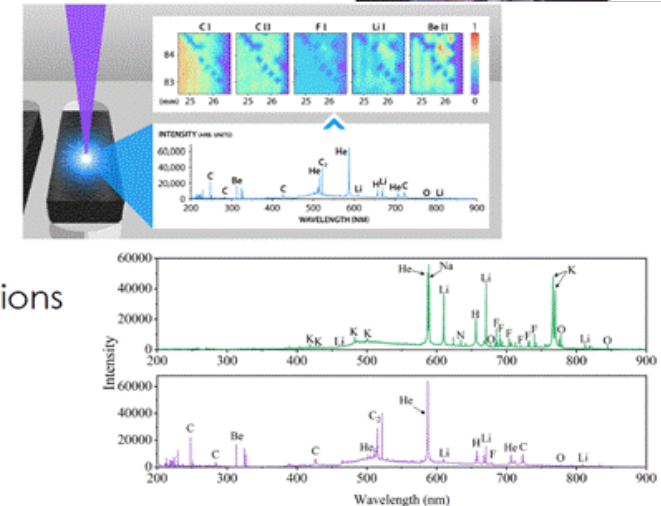 C I C II F I Li I Be II
1
84
83
0
(mm) 25 26 25 26 25 26 25 26 25 26
INTENSITY (ARB. UNITS)
60,000
40,000
20,000
0
C C Be C He C₂ He Li H Li He C O Li
200 300 400 500 600 700 800 900
WAVELENGTH (NM)
ions
60000
40000
20000
0
K K Li K K He Na Li N H Li O F F F F F K O Li O
200 300 400 500 600 700 800 900
Intensity
60000
40000
20000
0
C C Be C He C₂ He Li H Li F He C O Li
200 300 400 500 600 700 800 900
Wavelength (nm)